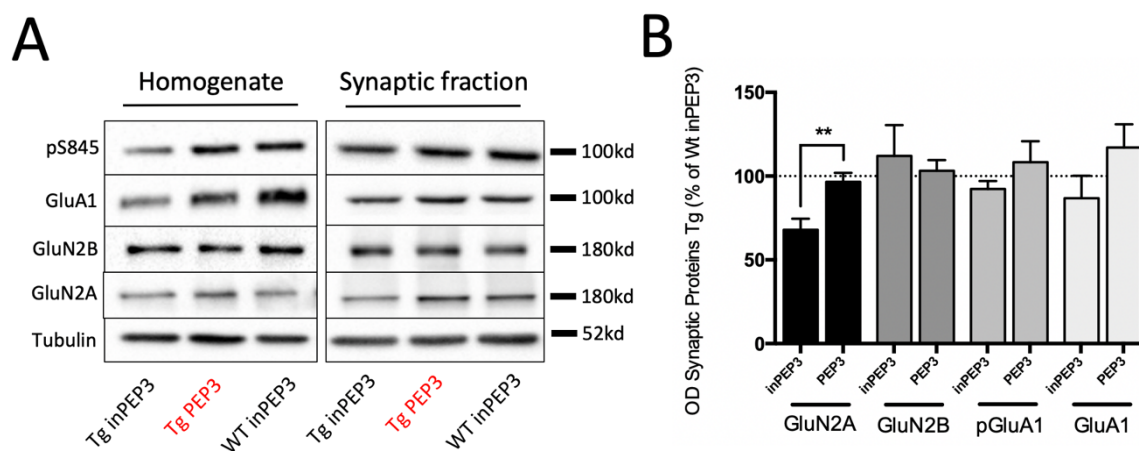 A
Homogenate Synaptic fraction
pS845 100kd
GluA1 100kd
GluN2B 180kd
GluN2A 180kd
Tubulin 52kd
Tg inPEP3 Tg PEP3 WT inPEP3 Tg inPEP3 Tg PEP3 WT inPEP3
B
OD Synaptic Proteins Tg (% of Wt inPEP3)
150
100
50
0
**
inPEP3 PEP3 inPEP3 PEP3 inPEP3 PEP3 inPEP3 PEP3
GluN2A GluN2B pGluA1 GluA1